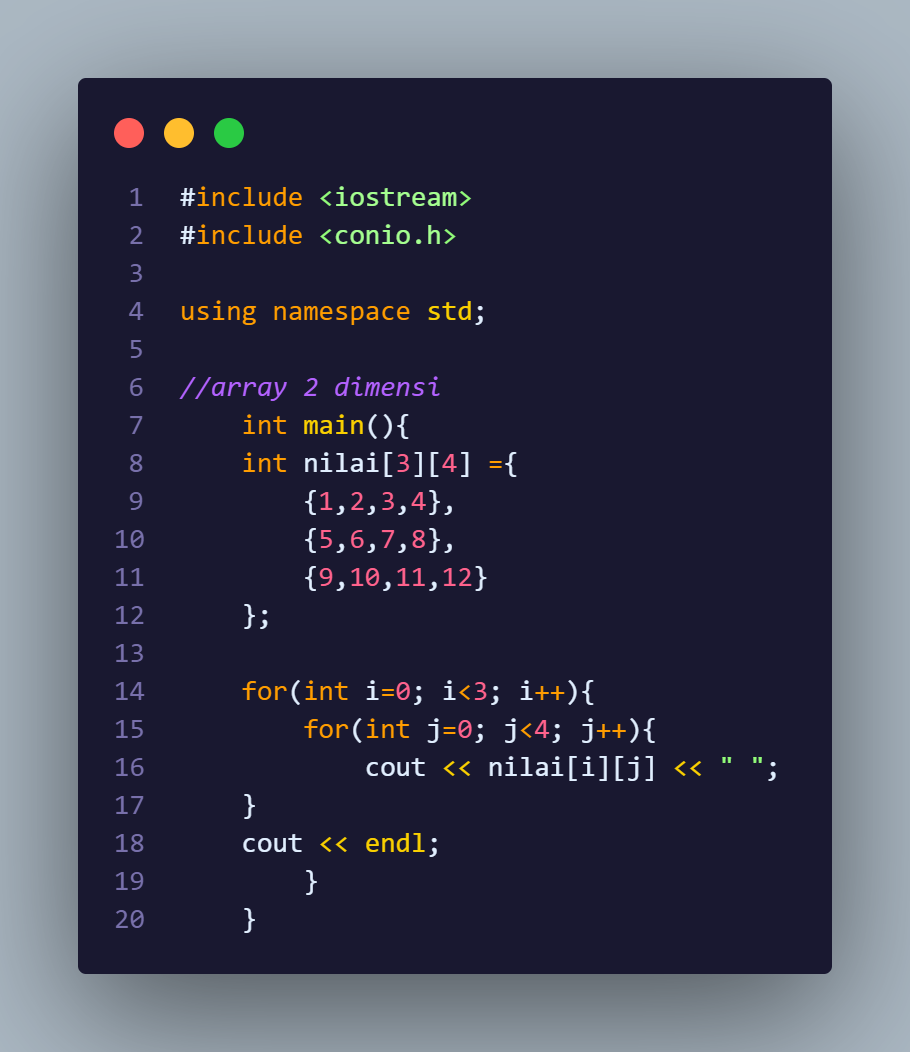 1 #include <iostream>
2 #include <conio.h>
3
4 using namespace std;
5
6 //array 2 dimensi
7     int main(){
8     int nilai[3][4] ={
9         {1,2,3,4},
10         {5,6,7,8},
11         {9,10,11,12}
12     };
13
14     for(int i=0; i<3; i++){
15         for(int j=0; j<4; j++){
16             cout << nilai[i][j] << " ";
17     }
18     cout << endl;
19         }
20     }